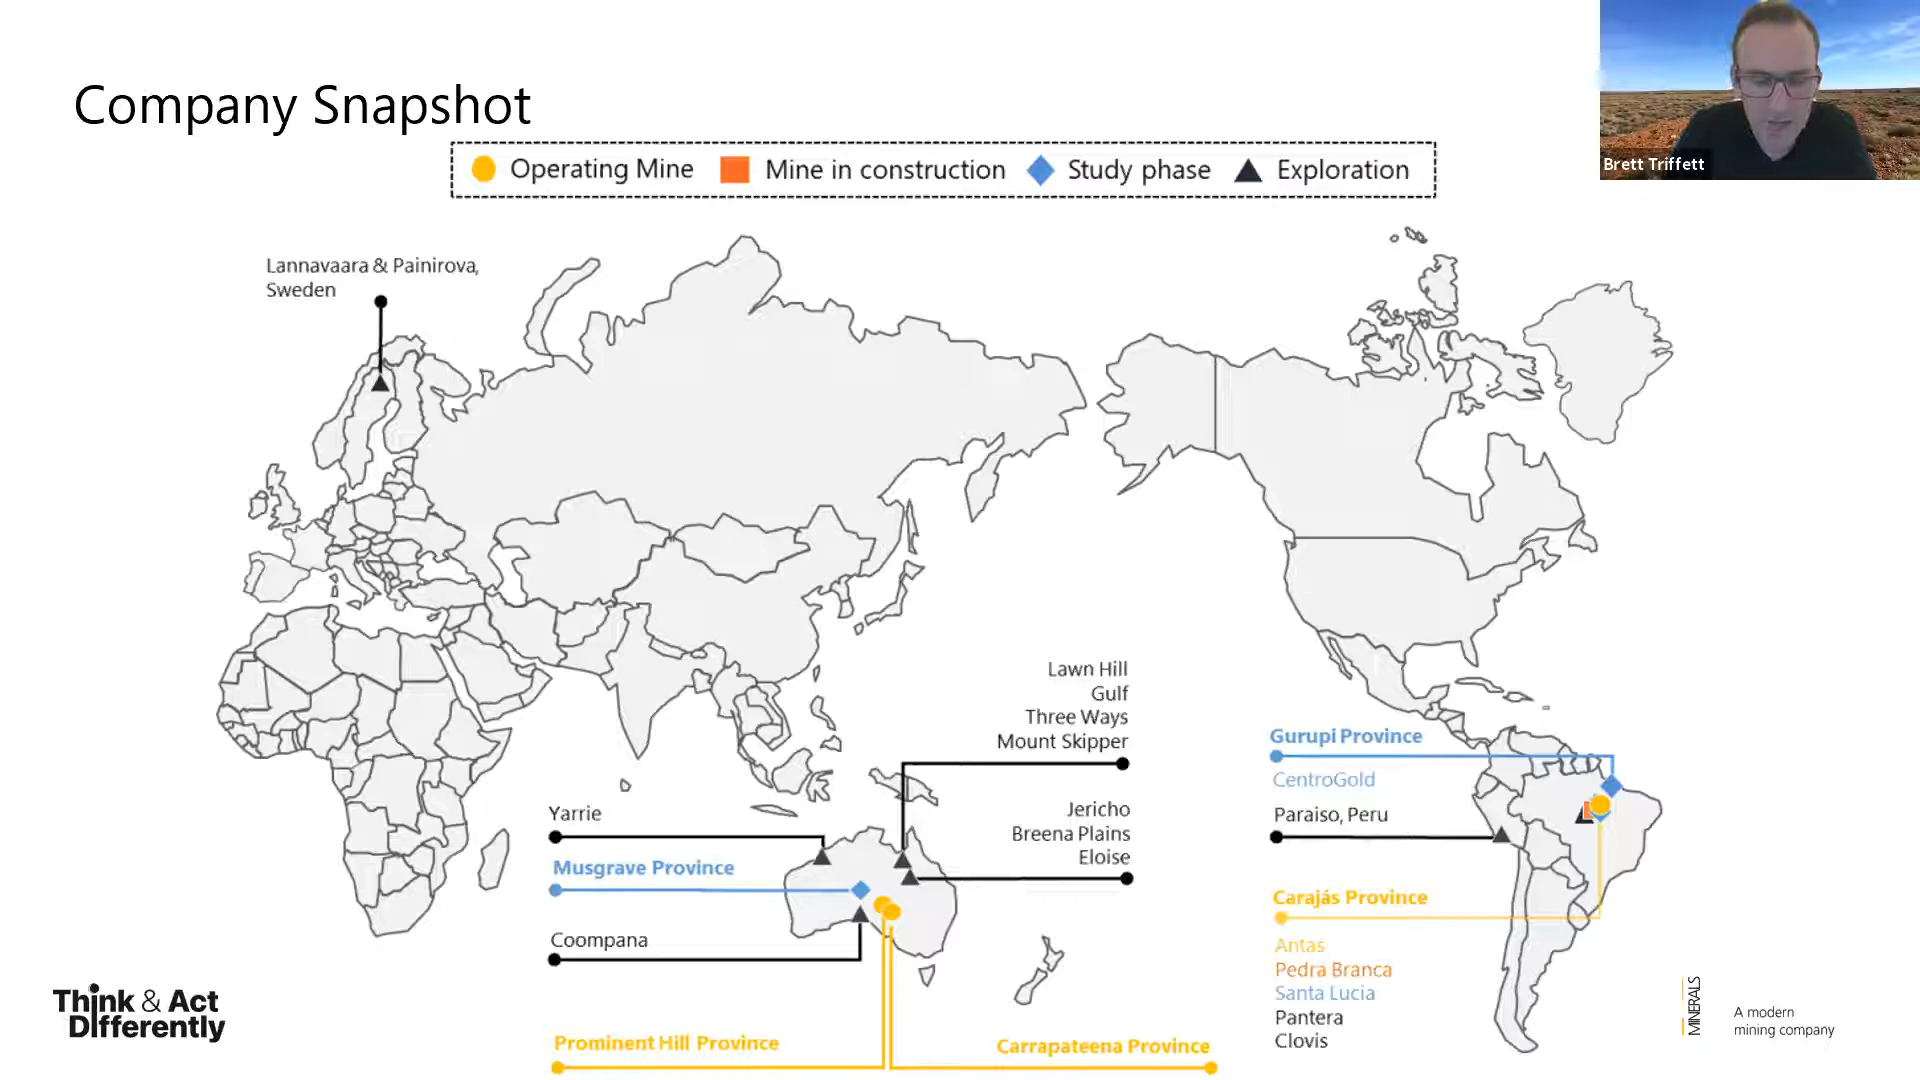 Company Snapshot
Operating Mine
Mine in construction
Study phase
Exploration
Brett Triffett
Lannavaara & Painirova,
Sweden
Lawn Hill
Gulf
Three Ways
Mount Skipper
Jericho
Breena Plains
Eloise
Yarrie
Musgrave Province
Coompana
Prominent Hill Province
Carrapateena Province
Gurupi Province
CentroGold
Paraiso, Peru
Carajás Province
Antas
Pedra Branca
Santa Lucia
Pantera
Clovis
Think & Act
Differently
MINERALS
A modern
mining company